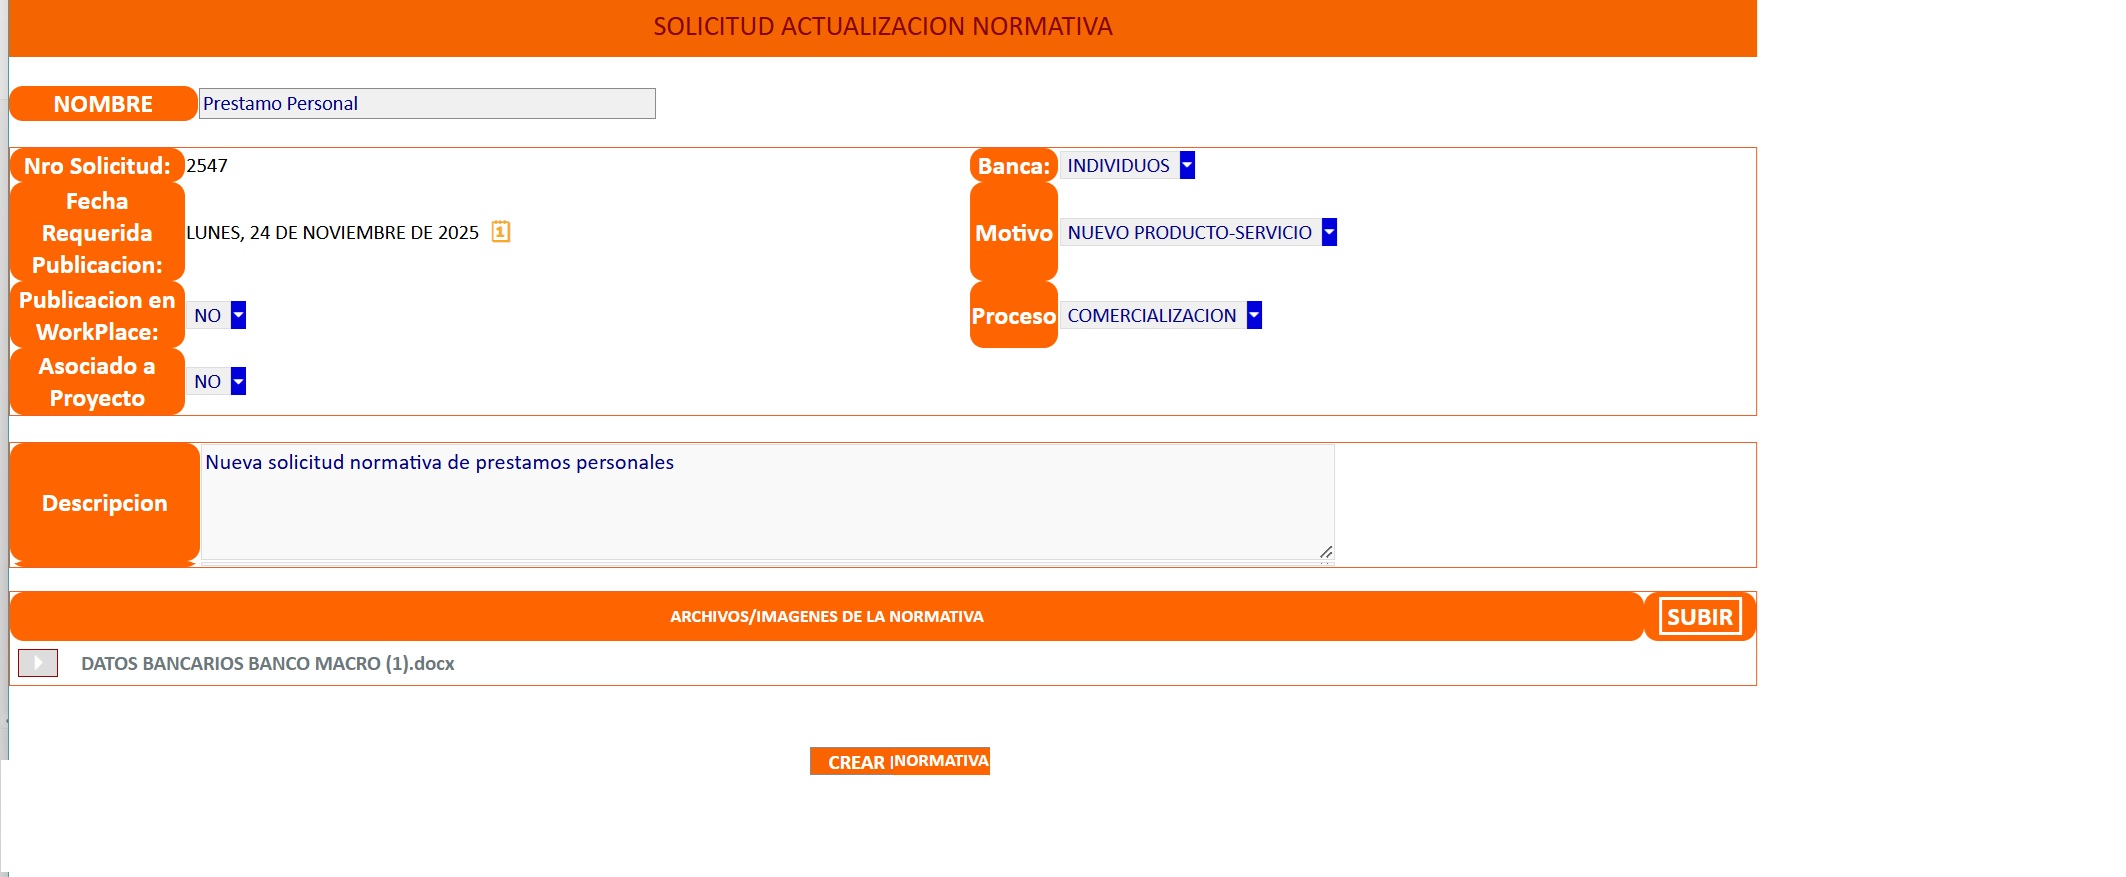 SOLICITUD ACTUALIZACION NORMATIVA
NOMBRE Prestamo Personal
Nro Solicitud: 2547 Banca: INDIVIDUOS
Fecha
Requerida
Publicacion: LUNES, 24 DE NOVIEMBRE DE 2025 Motivo NUEVO PRODUCTO-SERVICIO
Publicacion en
WorkPlace: NO Proceso COMERCIALIZACION
Asociado a
Proyecto NO
Descripcion Nueva solicitud normativa de prestamos personales
ARCHIVOS/IMAGENES DE LA NORMATIVA SUBIR
DATOS BANCARIOS BANCO MACRO (1).docx
CREAR NORMATIVA